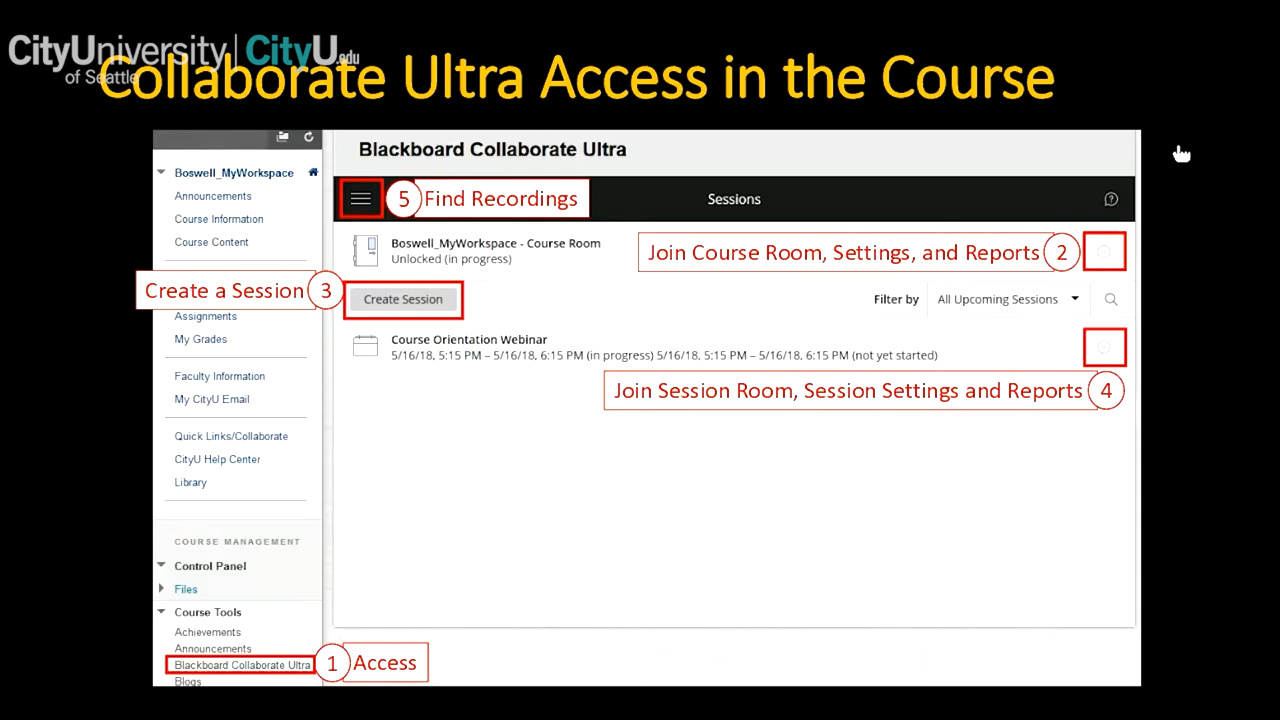 CityUniversity | CityU.edu
of Seattle
Collaborate Ultra Access in the Course
Blackboard Collaborate Ultra
Boswell_MyWorkspace
Announcements
Course Information
Course Content
5 Find Recordings
Sessions
Boswell_MyWorkspace - Course Room
Unlocked (in progress)
Join Course Room, Settings, and Reports 2
Create a Session 3
Create Session
Filter by All Upcoming Sessions
Assignments
My Grades
Course Orientation Webinar
5/16/18, 5:15 PM – 5/16/18, 6:15 PM (in progress) 5/16/18, 5:15 PM – 5/16/18, 6:15 PM (not yet started)
Join Session Room, Session Settings and Reports 4
Faculty Information
My CityU Email
Quick Links/Collaborate
CityU Help Center
Library
COURSE MANAGEMENT
Control Panel
Files
Course Tools
Achievements
Announcements
Blackboard Collaborate Ultra
1 Access
Blogs